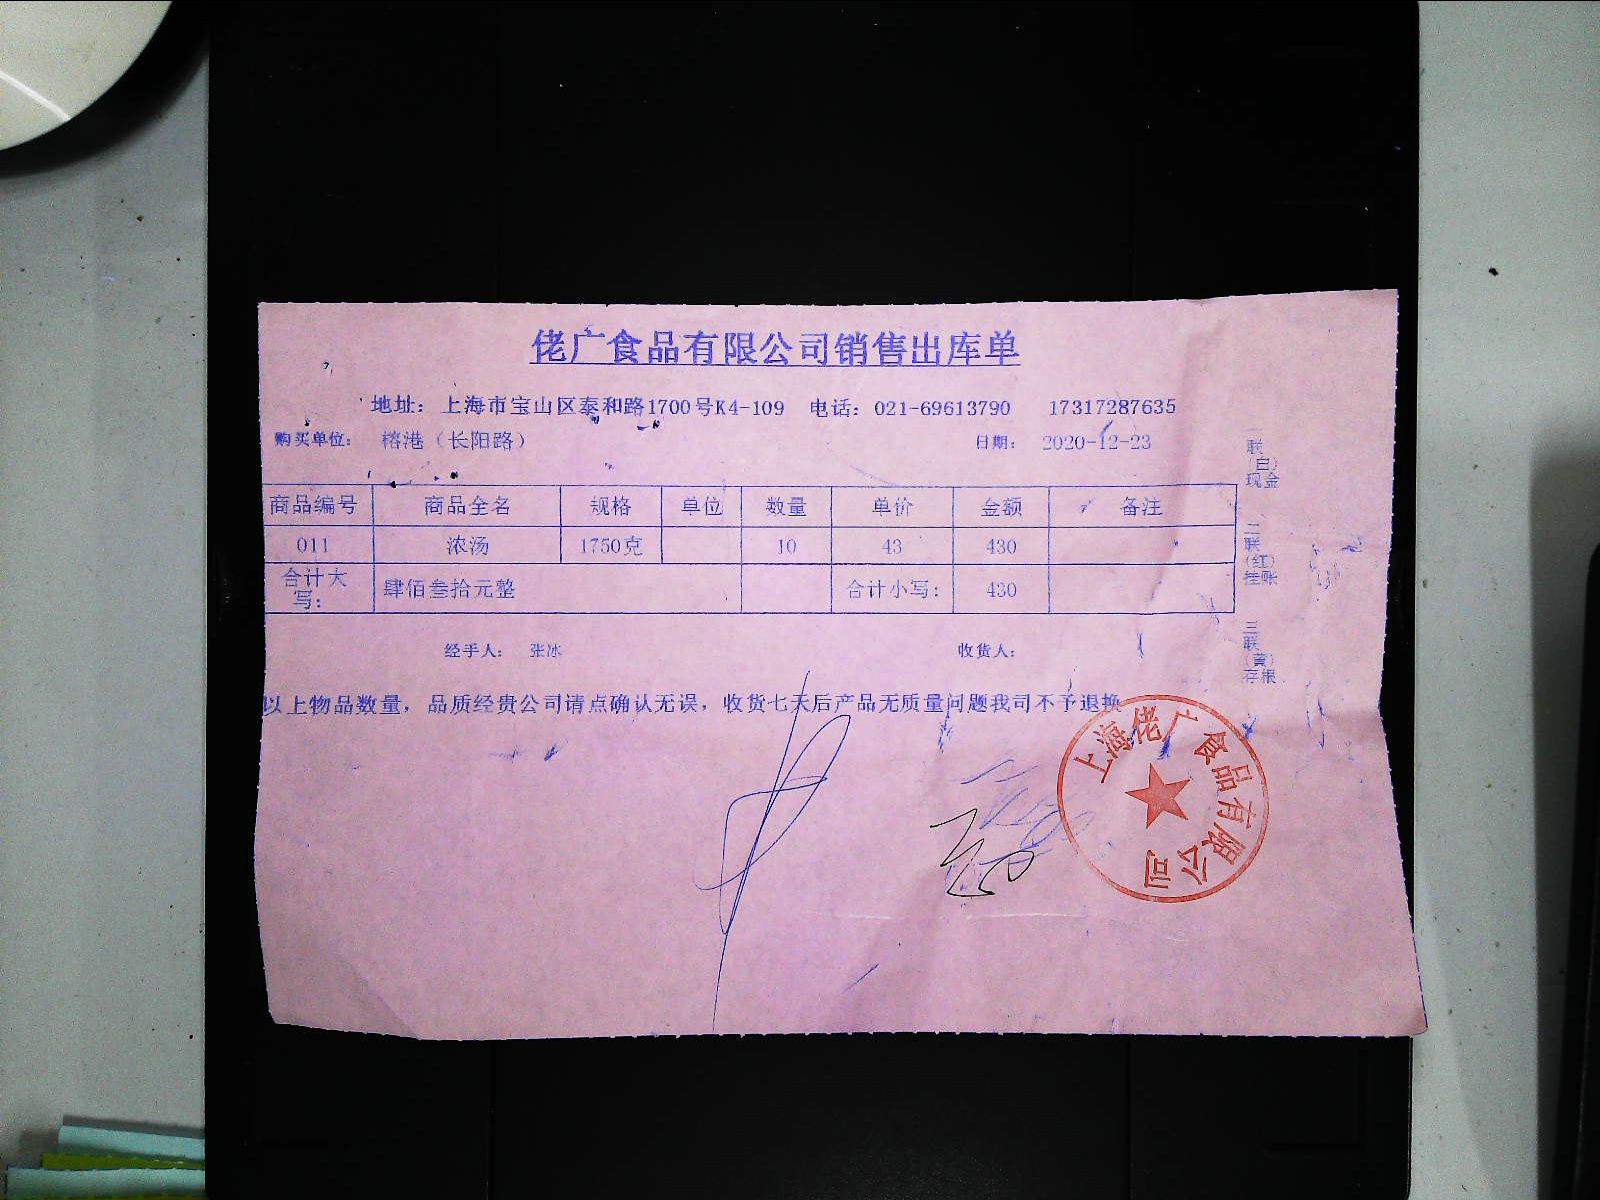 佬广食品有限公司销售出库单
地址：上海市宝山区泰和路1700号K4-109 电话：021-69613790 17317287635
购买单位： 榕港（长阳路） 日期： 2020-12-23
商品编号 商品全名 规格 单位 数量 单价 金额 备注
011 浓汤 1750克 10 43 430
合计大写： 肆佰叁拾元整 合计小写： 430
经手人： 张冰 收货人：
以上物品数量，品质经贵公司请点确认无误，收货七天后产品无质量问题我司不予退换
一联（白）现金
二联（红）挂账
三联（黄）存根
上海佬广食品有限公司